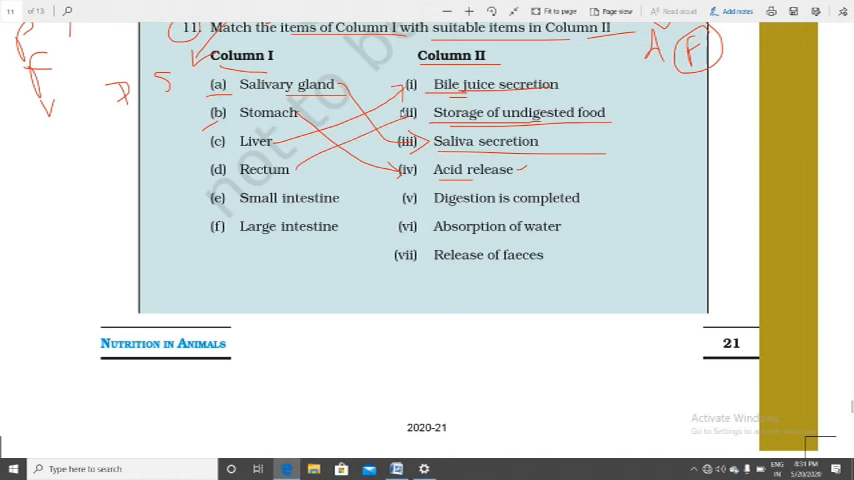 11 of 13
Fit to page
Page view
Read aloud
Add notes
11. Match the items of Column I with suitable items in Column II
Column I Column II
(a) Salivary gland (i) Bile juice secretion
(b) Stomach (ii) Storage of undigested food
(c) Liver (iii) Saliva secretion
(d) Rectum (iv) Acid release
(e) Small intestine (v) Digestion is completed
(f) Large intestine (vi) Absorption of water
(vii) Release of faeces
A F
5
not to be
NUTRITION IN ANIMALS 21
2020-21
Activate Windows
Go to Settings to activate Windows.
Type here to search
ENG
IN
8:31 PM
5/20/2020